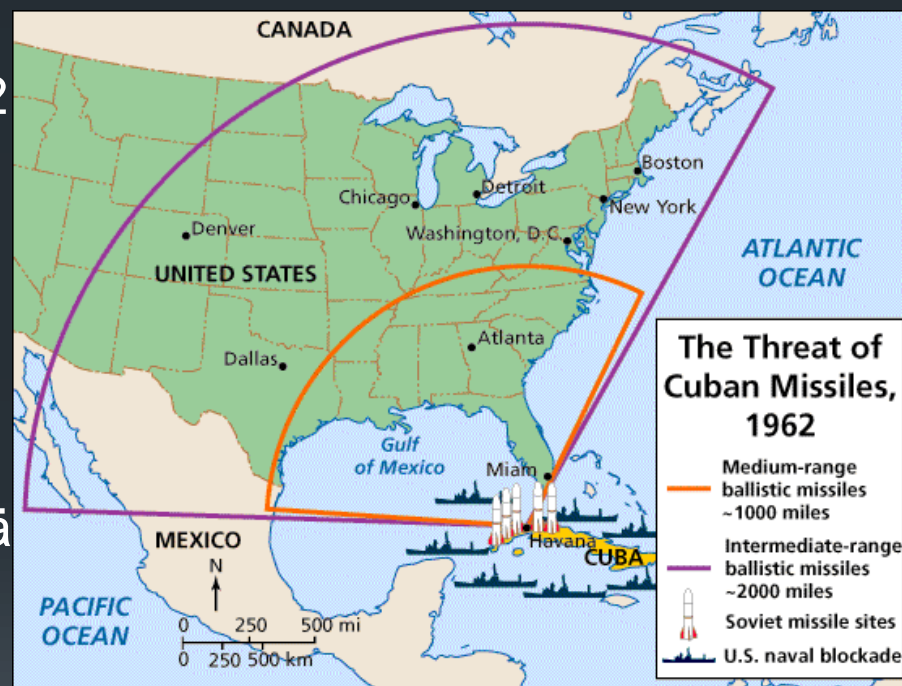 2
a
CANADA
Boston
Detroit
Chicago
New York
Denver
Washington, D.C.
UNITED STATES
ATLANTIC
OCEAN
Atlanta
Dallas
Gulf
of Mexico
Miam
Havana
CUBA
MEXICO
N
PACIFIC
OCEAN
0 250 500 mi
0 250 500 km
The Threat of
Cuban Missiles,
1962
Medium-range
ballistic missiles
~1000 miles
Intermediate-range
ballistic missiles
~2000 miles
Soviet missile sites
U.S. naval blockade